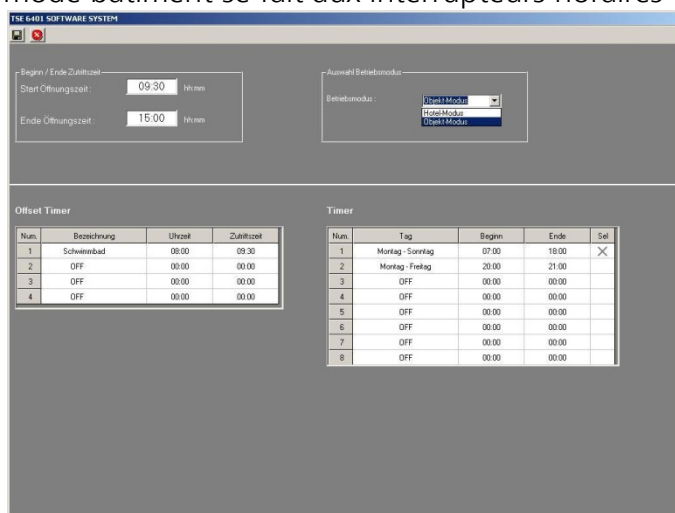 mode bâtiment se fait aux interrupteurs horaires
TSE 6401 SOFTWARE SYSTEM
Beginn / Ende Zutrittszeit
Start Öffnungszeit : 09:30 hh:mm
Ende Öffnungszeit : 15:00 hh:mm
Auswahl Betriebsmodus
Betriebsmodus : Objekt-Modus
Hotel-Modus
Objekt-Modus
Offset Timer
Num. Bezeichnung Uhrzeit Zutrittszeit
1 Schwimmbad 08:00 09:30
2 OFF 00:00 00:00
3 OFF 00:00 00:00
4 OFF 00:00 00:00
Timer
Num. Tag Beginn Ende Sel
1 Montag - Sonntag 07:00 18:00
2 Montag - Freitag 20:00 21:00
3 OFF 00:00 00:00
4 OFF 00:00 00:00
5 OFF 00:00 00:00
6 OFF 00:00 00:00
7 OFF 00:00 00:00
8 OFF 00:00 00:00